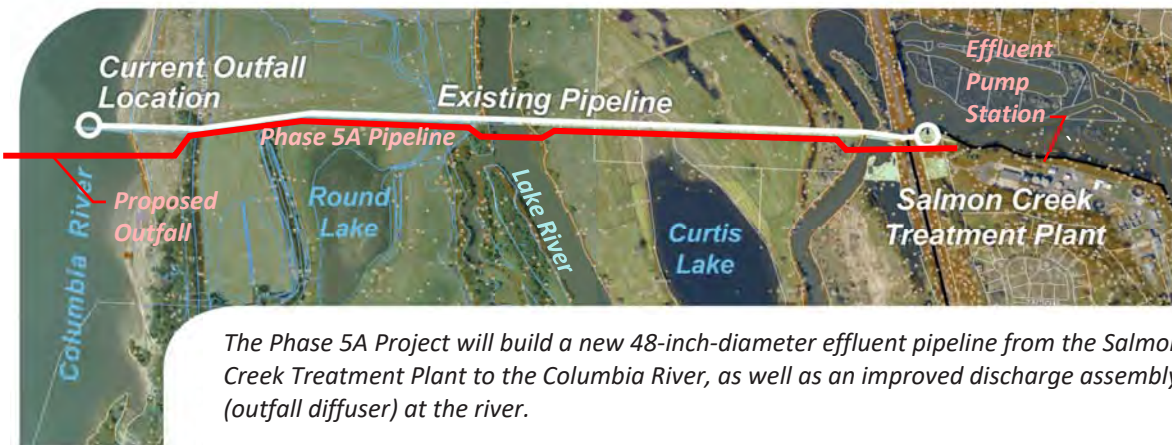 Current Outfall
Location
Existing Pipeline
Effluent
Pump
Station
Phase 5A Pipeline
Proposed
Outfall
Columbia River
Round
Lake
Lake River
Curtis
Lake
Salmon Creek
Treatment Plant
The Phase 5A Project will build a new 48-inch-diameter effluent pipeline from the Salmon
Creek Treatment Plant to the Columbia River, as well as an improved discharge assembly
(outfall diffuser) at the river.